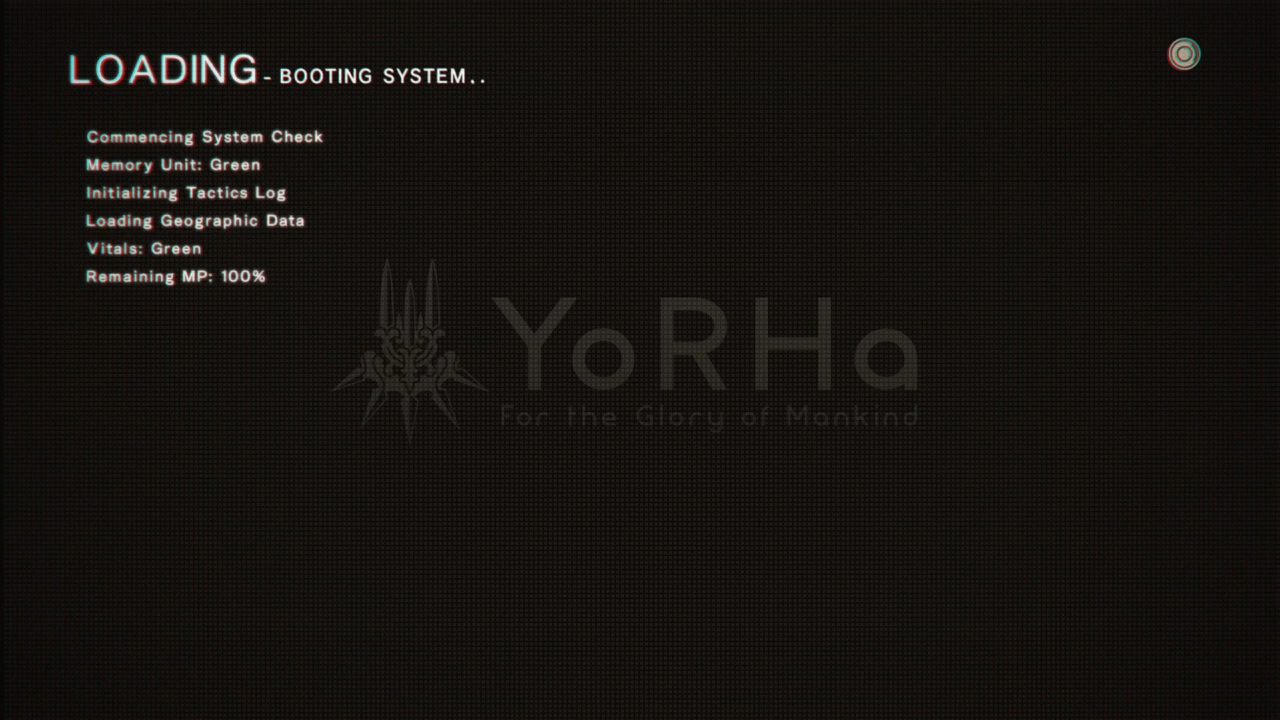 LOADING - BOOTING SYSTEM..
Commencing System Check
Memory Unit: Green
Initializing Tactics Log
Loading Geographic Data
Vitals: Green
Remaining MP: 100%
YoRHa
For the Glory of Mankind